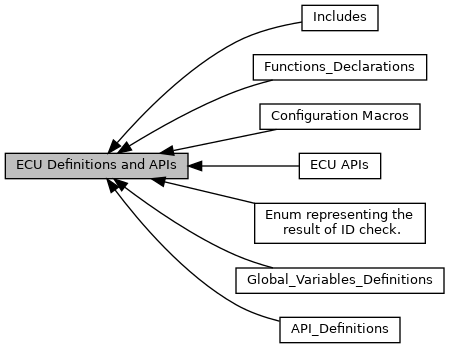 Includes
Functions_Declarations
Configuration Macros
ECU Definitions and APIs
ECU APIs
Enum representing the
result of ID check.
Global_Variables_Definitions
API_Definitions